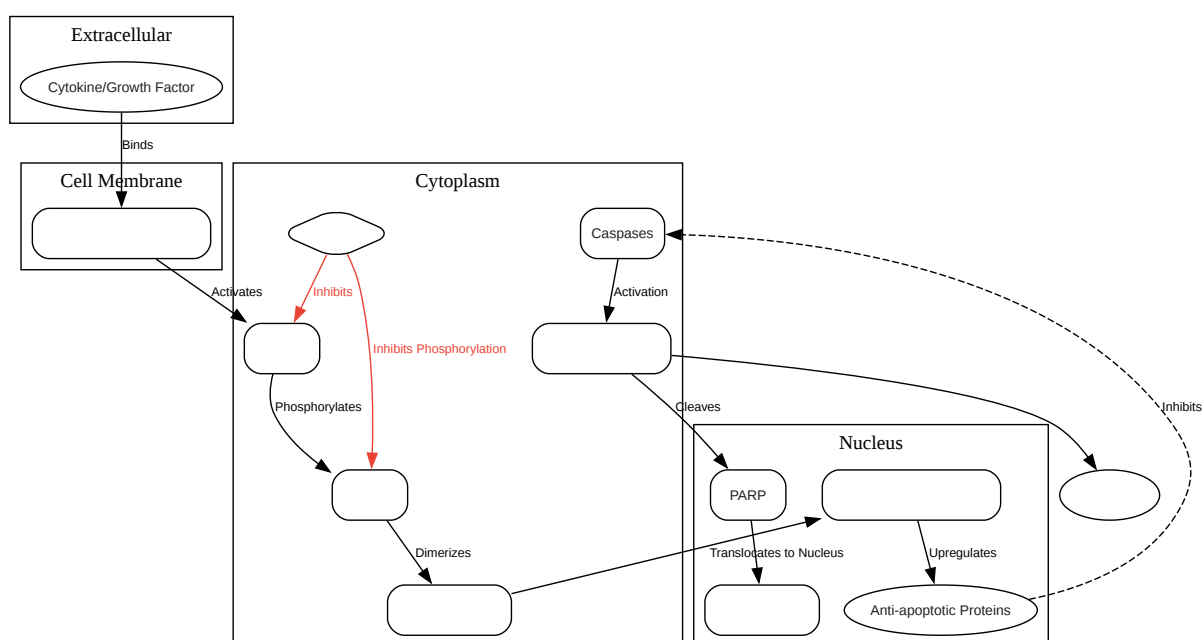 Extracellular
Cytokine/Growth Factor
Binds
Cell Membrane
Cytoplasm
Caspases
Activates
Inhibits
Activation
Inhibits Phosphorylation
Phosphorylates
Cleaves
Inhibits
Nucleus
PARP
Dimerizes
Translocates to Nucleus
Upregulates
Anti-apoptotic Proteins